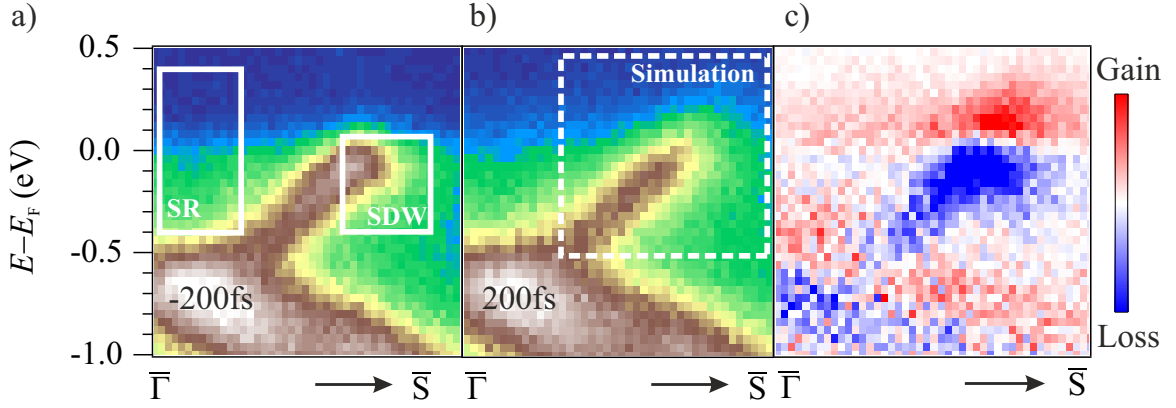 a) b) c)
0.5
0.0
-0.5
-1.0
E−E_F (eV)
SR
SDW
-200fs
Simulation
200fs
Gain
Loss
Γ̅ S̅
Γ̅ S̅
Γ̅ S̅